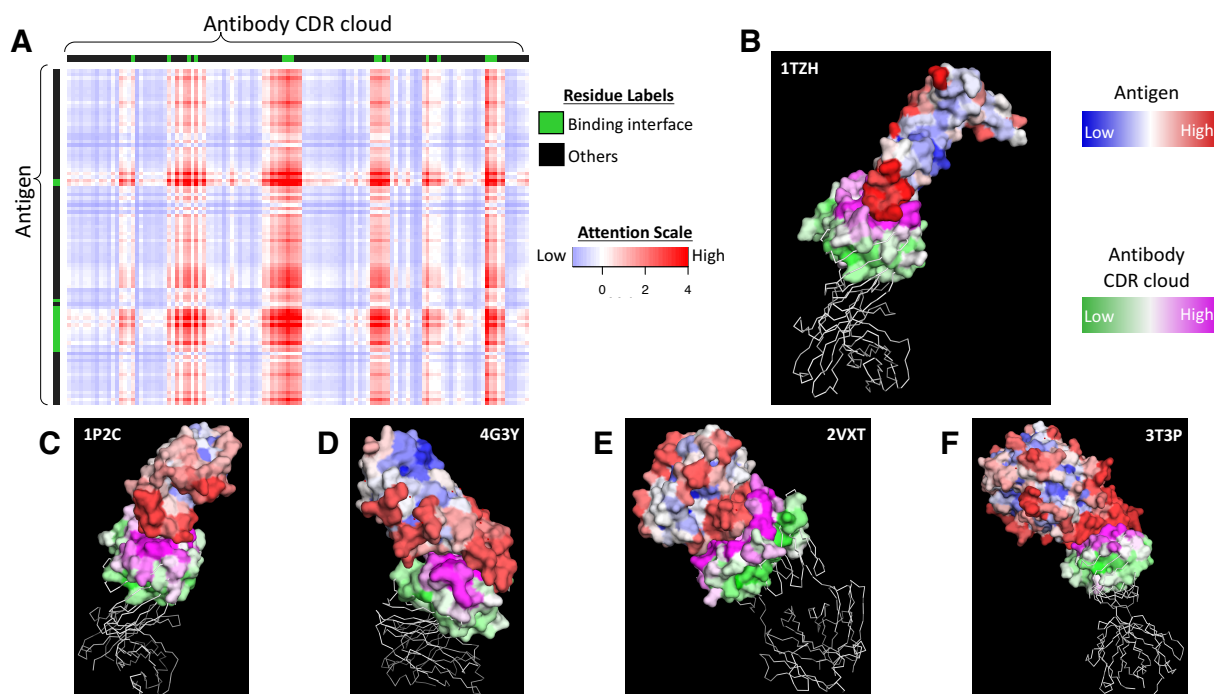 A
Antibody CDR cloud
Antigen
Residue Labels
Binding interface
Others
Attention Scale
Low
High
0 2 4
B
1TZH
Antigen
Low High
Antibody
CDR cloud
Low High
C
1P2C
D
4G3Y
E
2VXT
F
3T3P